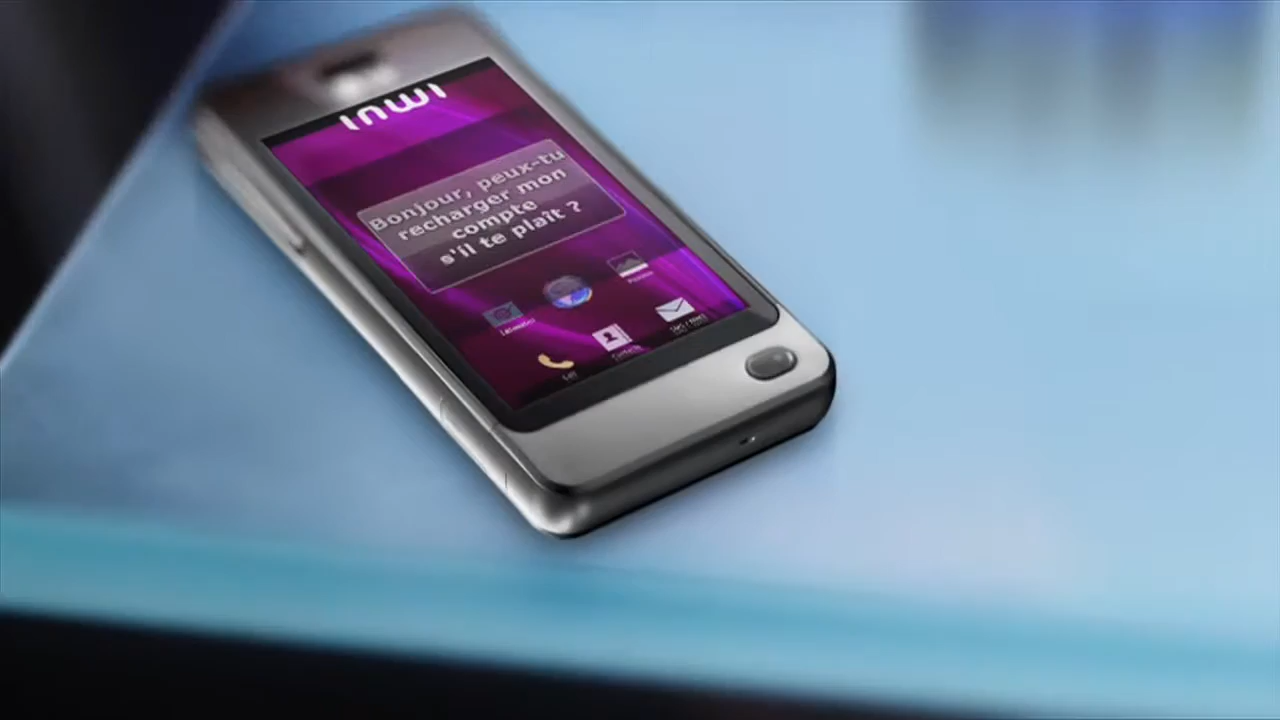 inwi
Bonjour, peux-tu
recharger mon
compte
s'il te plaît ?